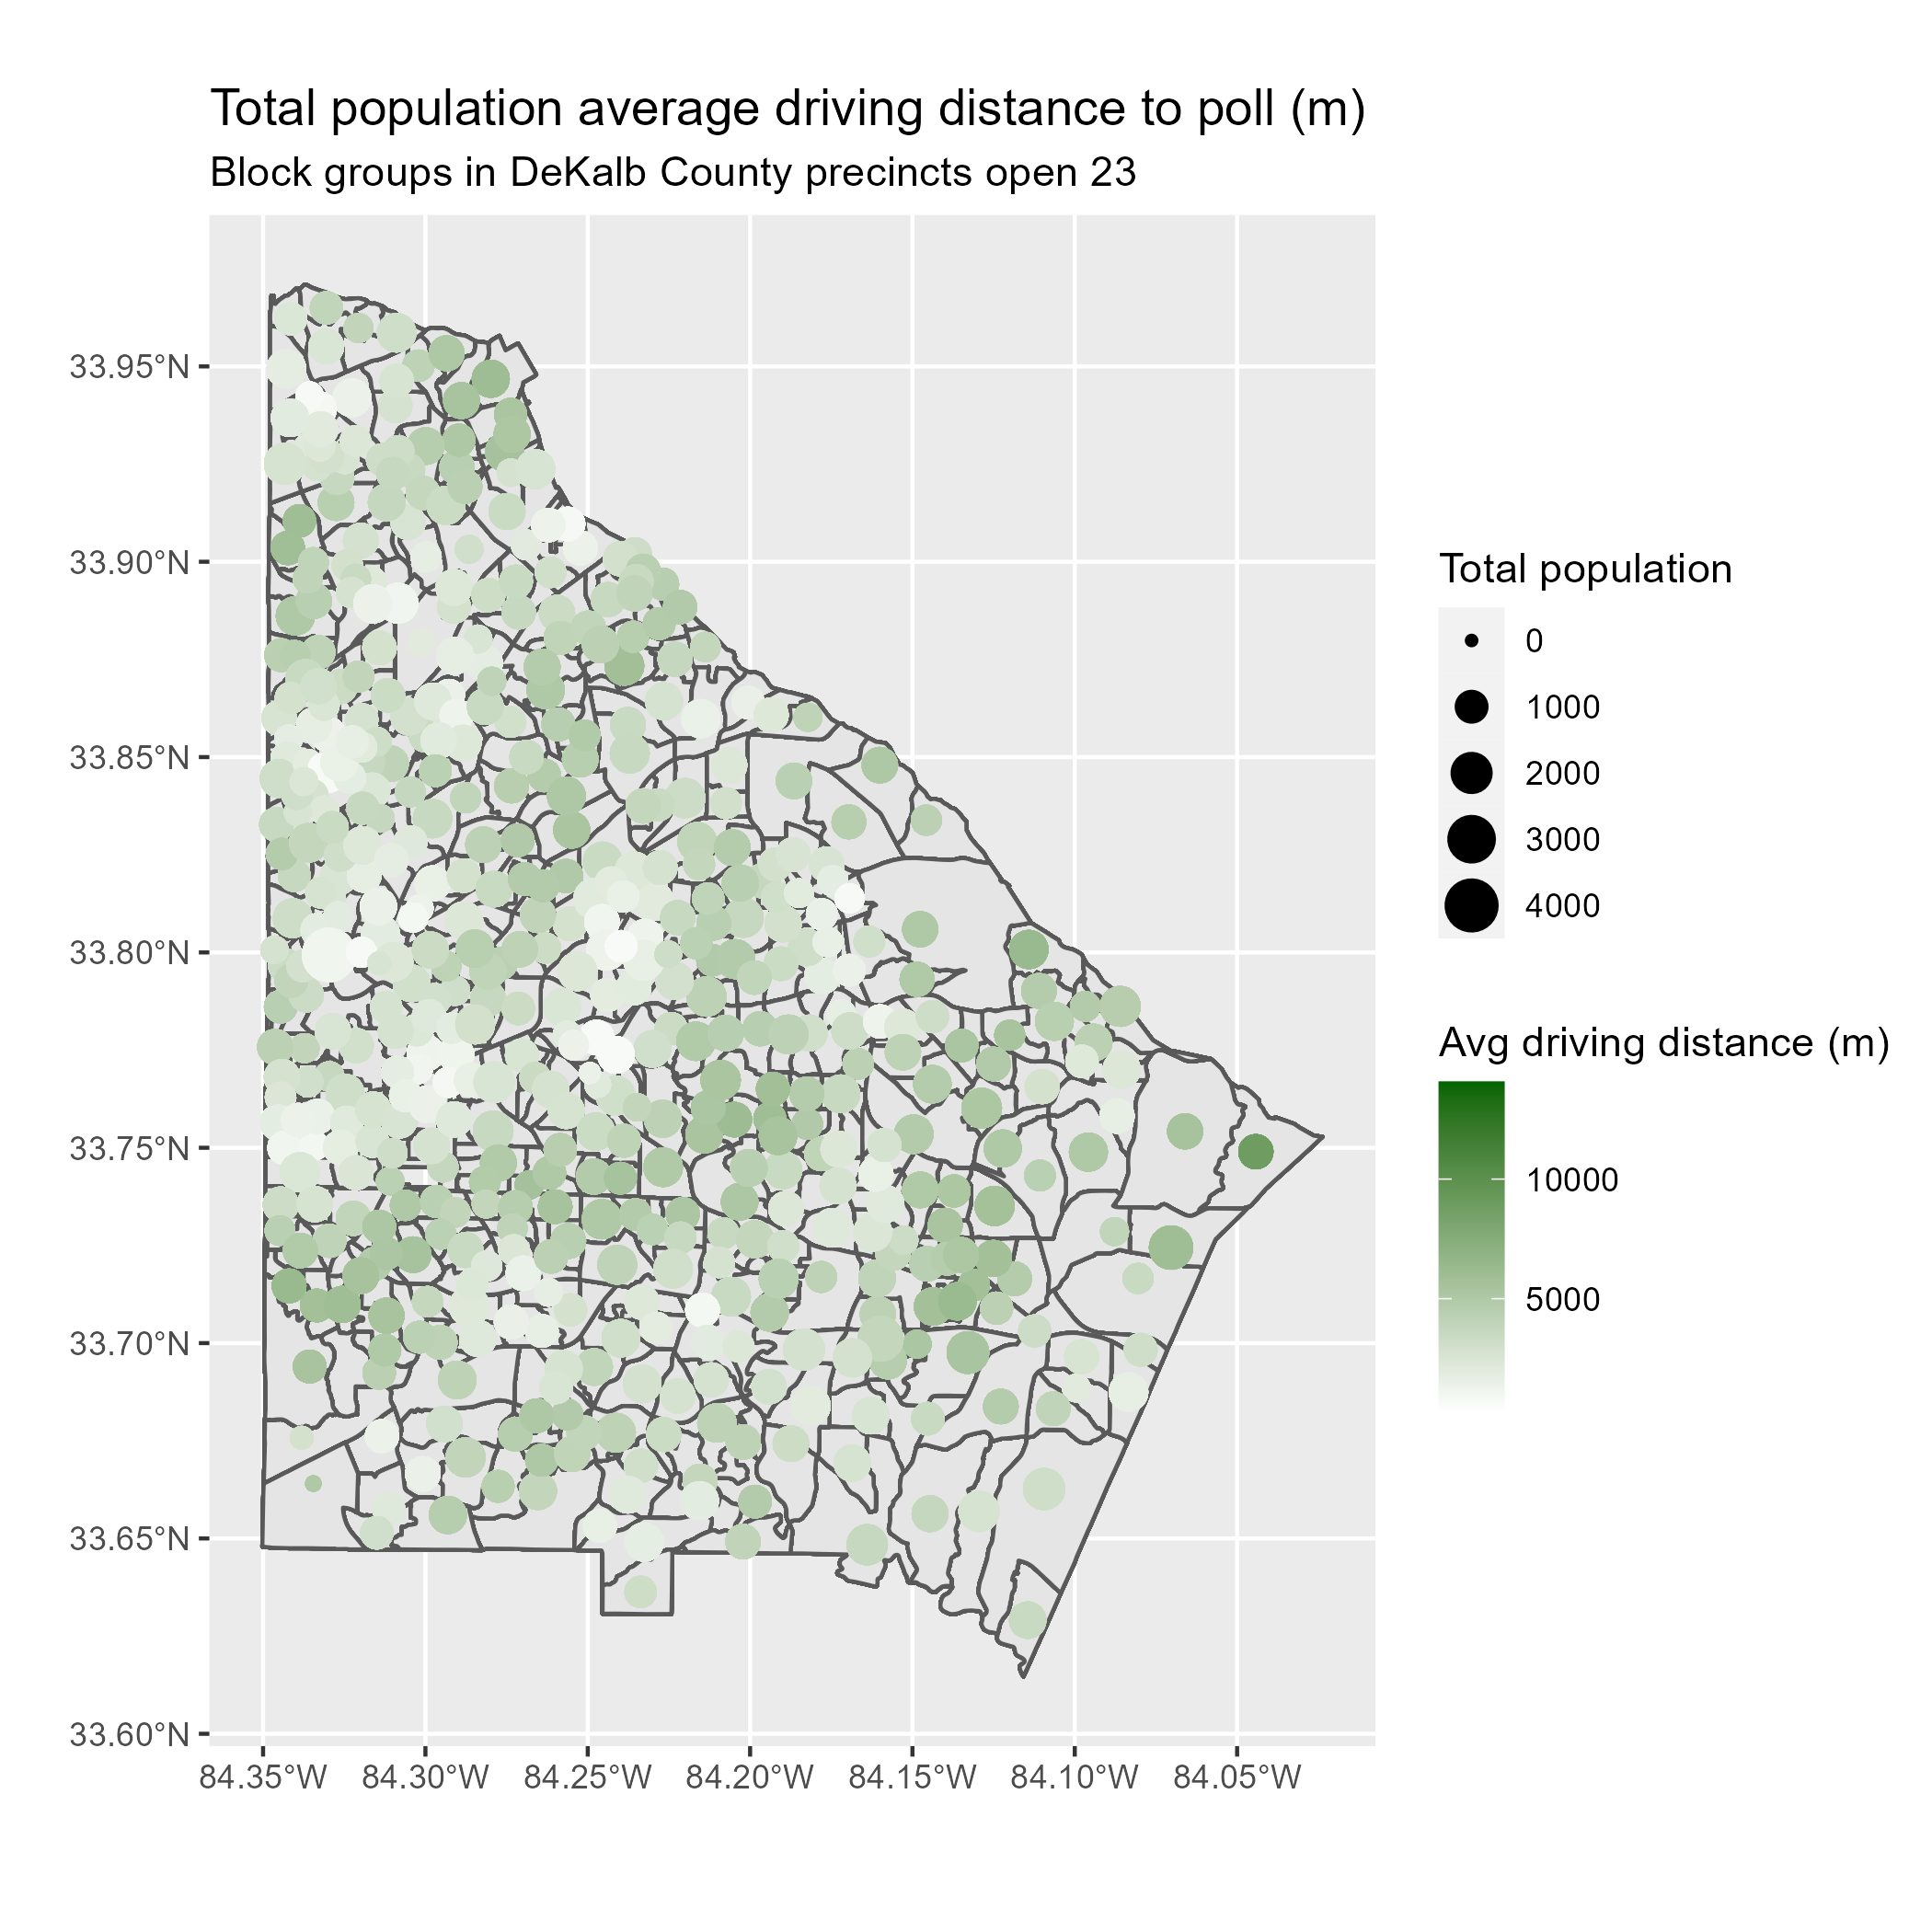 Total population average driving distance to poll (m)
Block groups in DeKalb County precincts open 23
33.95°N
33.90°N
33.85°N
33.80°N
33.75°N
33.70°N
33.65°N
33.60°N
84.35°W 84.30°W 84.25°W 84.20°W 84.15°W 84.10°W 84.05°W
Total population
0
1000
2000
3000
4000
Avg driving distance (m)
10000
5000